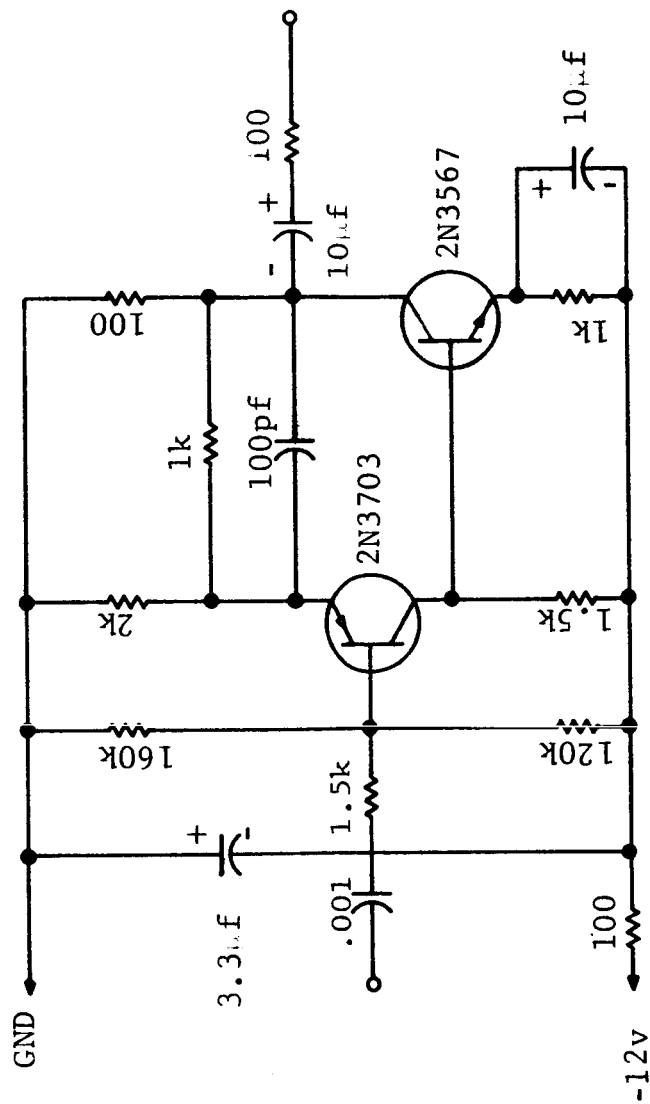 GND
-12v
3.3μf
+
-
.001
1.5k
100
160k
120k
2k
1.5k
2N3703
1k
100pf
100
-
+
10μf
100
2N3567
1k
+
-
10μf